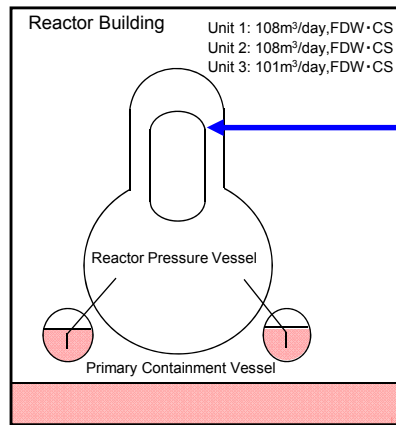 Reactor Building
Unit 1: 108m³/day,FDW・CS
Unit 2: 108m³/day,FDW・CS
Unit 3: 101m³/day,FDW・CS
Reactor Pressure Vessel
Primary Containment Vessel